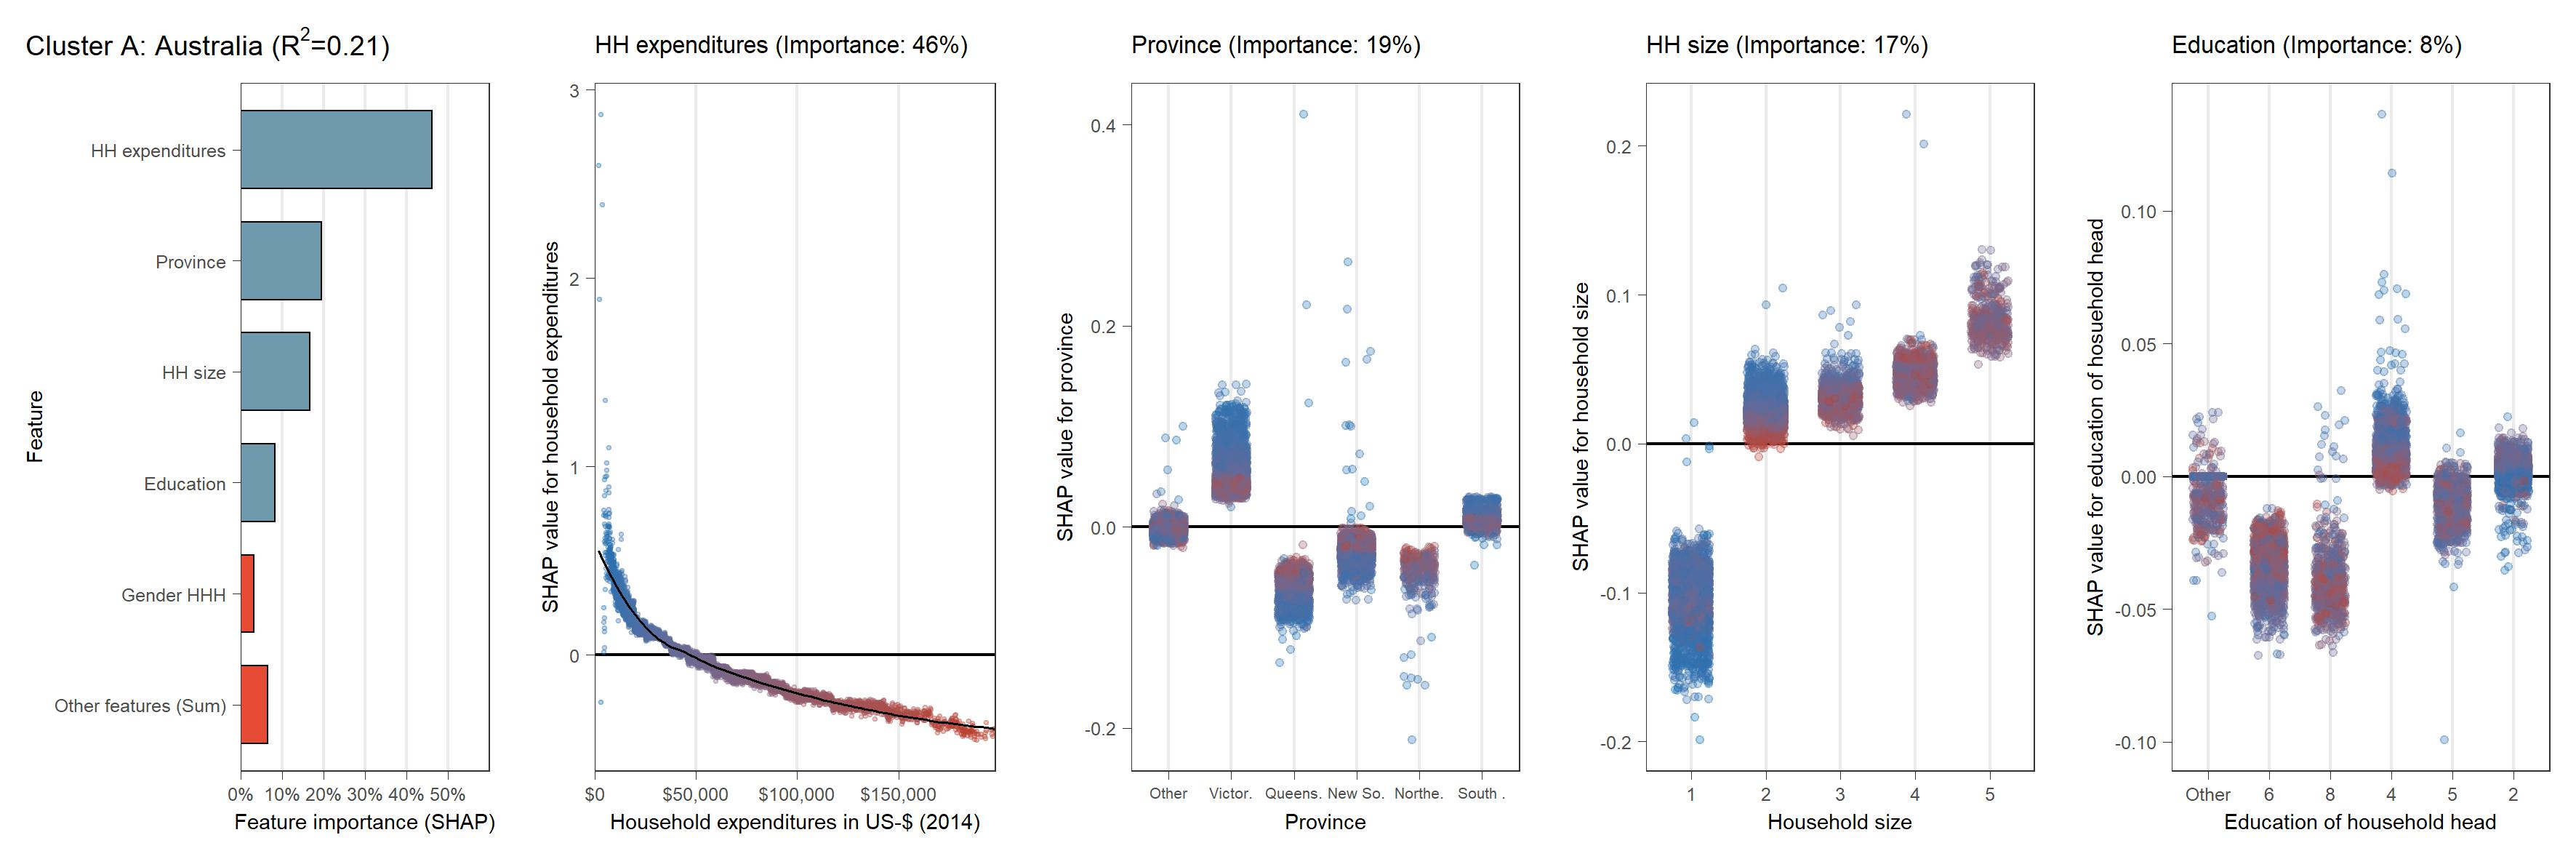 Cluster A: Australia (R²=0.21)
Feature
HH expenditures
Province
HH size
Education
Gender HHH
Other features (Sum)
0% 10% 20% 30% 40% 50%
Feature importance (SHAP)
HH expenditures (Importance: 46%)
SHAP value for household expenditures
3
2
1
0
$0 $50,000 $100,000 $150,000
Household expenditures in US-$ (2014)
Province (Importance: 19%)
SHAP value for province
0.4
0.2
0.0
-0.2
Other Victor. Queens. New So. Northe. South .
Province
HH size (Importance: 17%)
SHAP value for household size
0.2
0.1
0.0
-0.1
-0.2
1 2 3 4 5
Household size
Education (Importance: 8%)
SHAP value for education of hosuehold head
0.10
0.05
0.00
-0.05
-0.10
Other 6 8 4 5 2
Education of household head